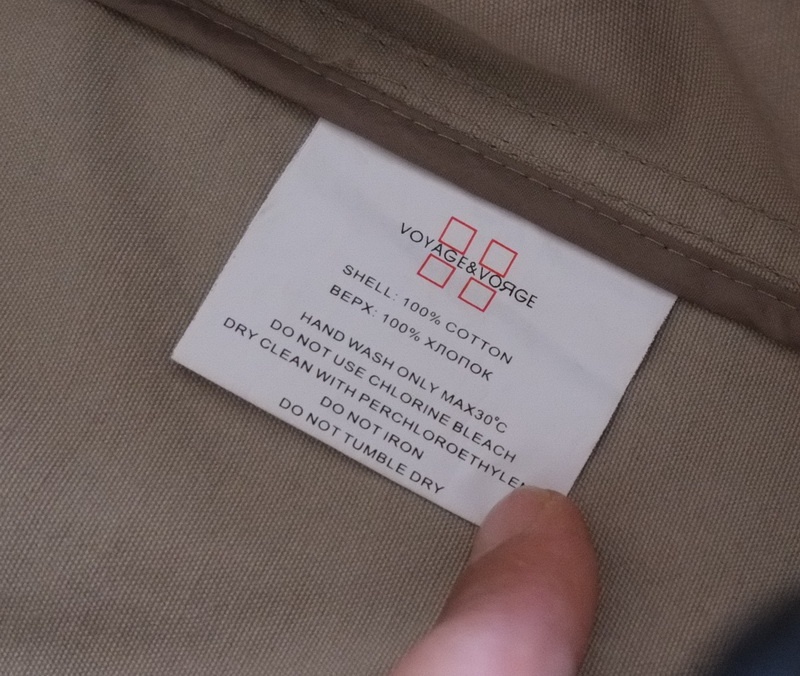 VOYAGE&VOЯGE
SHELL: 100% COTTON
ВЕРХ: 100% ХЛОПОК
HAND WASH ONLY MAX30°C
DO NOT USE CHLORINE BLEACH
DRY CLEAN WITH PERCHLOROETHYLEN
DO NOT IRON
DO NOT TUMBLE DRY